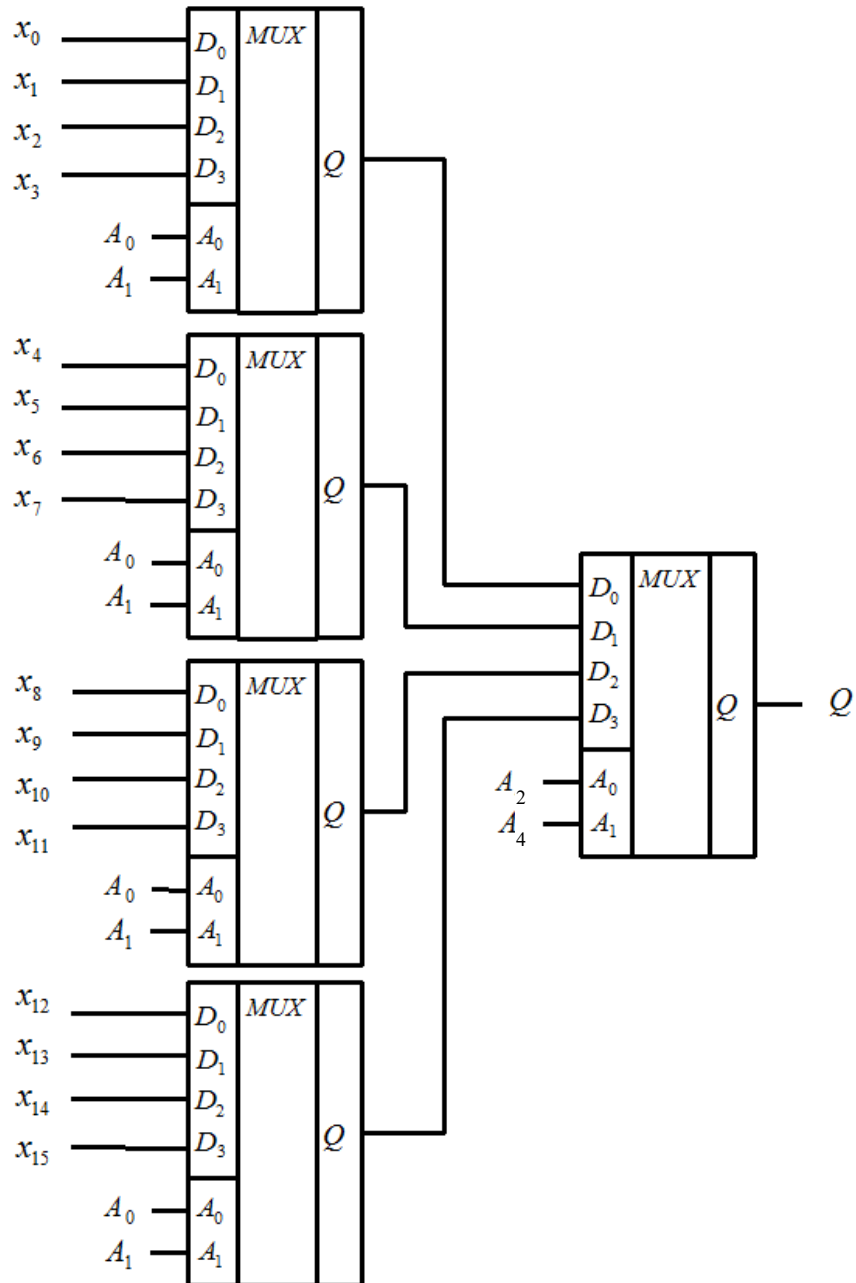 x₀ D₀ MUX
x₁ D₁
x₂ D₂
x₃ D₃ Q
A₀ A₀
A₁ A₁
x₄ D₀ MUX
x₅ D₁
x₆ D₂
x₇ D₃ Q
A₀ A₀
A₁ A₁
x₈ D₀ MUX
x₉ D₁
x₁₀ D₂
x₁₁ D₃ Q
A₀ A₀
A₁ A₁
x₁₂ D₀ MUX
x₁₃ D₁
x₁₄ D₂
x₁₅ D₃ Q
A₀ A₀
A₁ A₁
D₀ MUX
D₁
D₂
D₃ Q Q
A₂ A₀
A₄ A₁